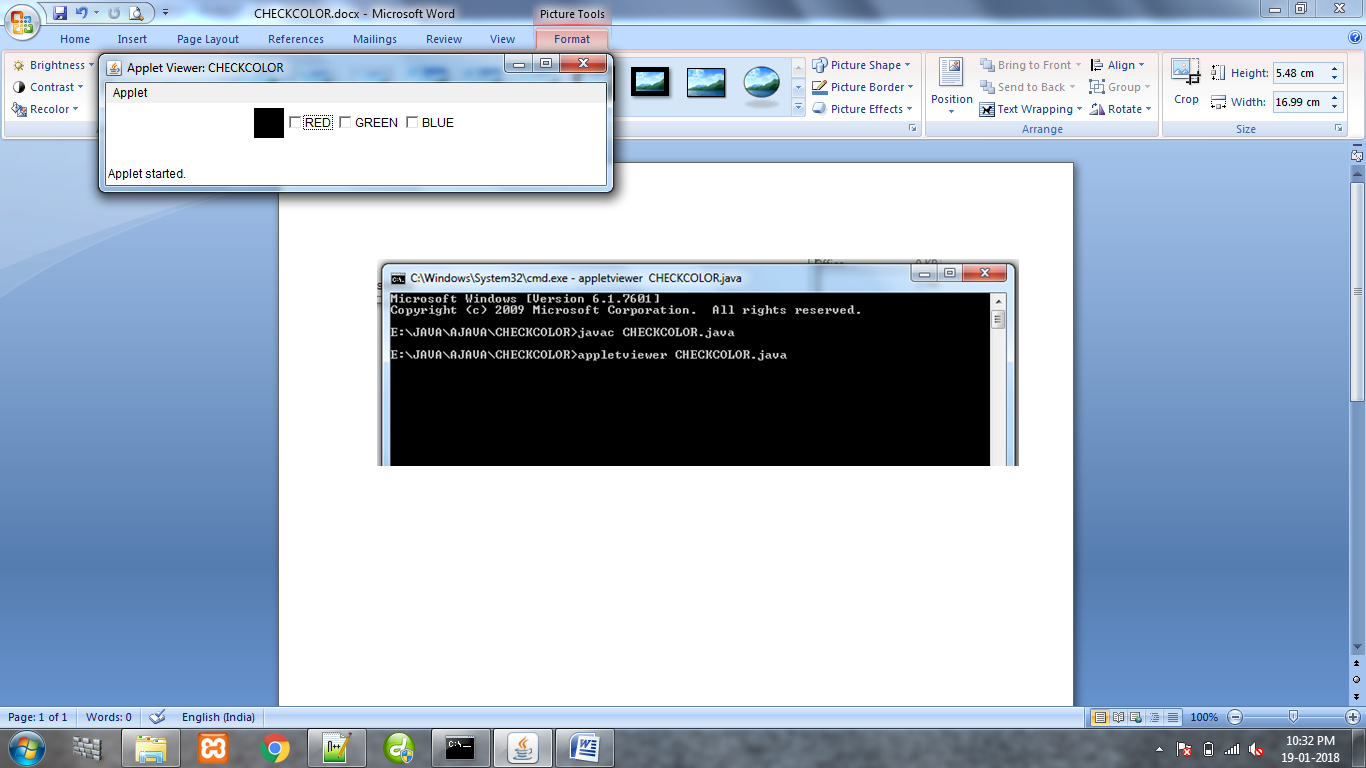 CHECKCOLOR.docx - Microsoft Word
Picture Tools
Home Insert Page Layout References Mailings Review View Format
Brightness
Contrast
Recolor
Picture Shape
Picture Border
Picture Effects
Position
Bring to Front
Send to Back
Text Wrapping
Align
Group
Rotate
Arrange
Crop
Height: 5.48 cm
Width: 16.99 cm
Size
Applet Viewer: CHECKCOLOR
Applet
RED GREEN BLUE
Applet started.
C:\Windows\System32\cmd.exe - appletviewer CHECKCOLOR.java
Microsoft Windows [Version 6.1.7601]
Copyright (c) 2009 Microsoft Corporation. All rights reserved.
E:\JAVA\AJAVA\CHECKCOLOR>javac CHECKCOLOR.java
E:\JAVA\AJAVA\CHECKCOLOR>appletviewer CHECKCOLOR.java
Page: 1 of 1 Words: 0 English (India) 100%
10:32 PM
19-01-2018